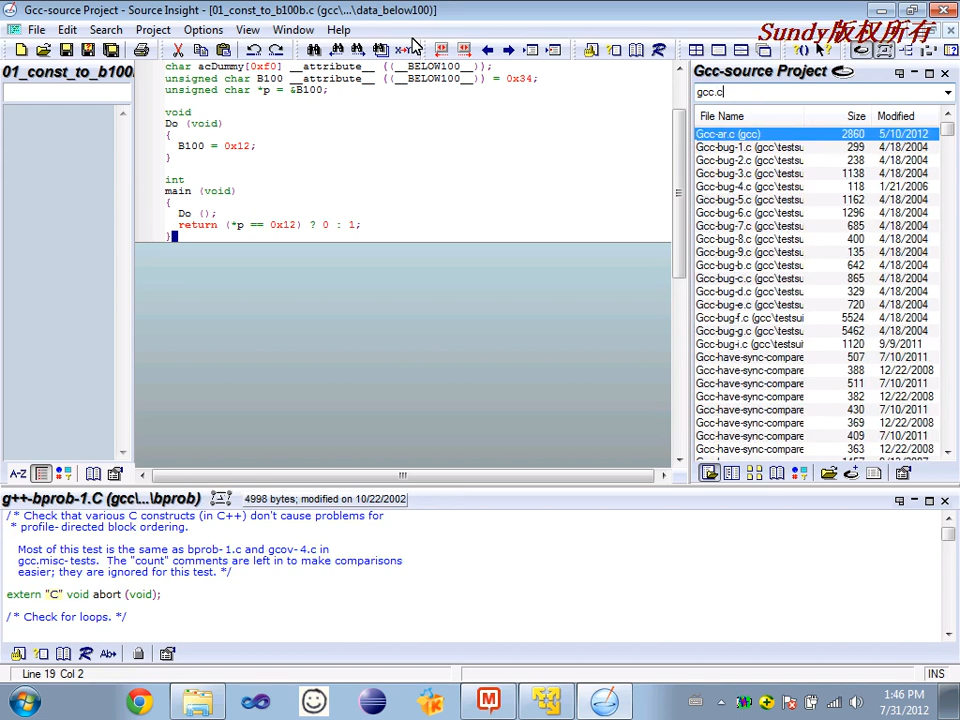 Gcc-source Project - Source Insight - [01_const_to_b100b.c (gcc\...\data_below100)]
File Edit Search Project Options View Window Help
Sundy版权所有
01_const_to_b100
char acDummy[0xf0] __attribute__ ((__BELOW100__));
unsigned char B100 __attribute__ ((__BELOW100__)) = 0x34;
unsigned char *p = &B100;
void
Do (void)
{
B100 = 0x12;
}
int
main (void)
{
Do ();
return (*p == 0x12) ? 0 : 1;
}
Gcc-source Project
gcc.c
File Name Size Modified
Gcc-ar.c (gcc) 2860 5/10/2012
Gcc-bug-1.c (gcc\testsu 299 4/18/2004
Gcc-bug-2.c (gcc\testsu 238 4/18/2004
Gcc-bug-3.c (gcc\testsu 1138 4/18/2004
Gcc-bug-4.c (gcc\testsu 118 1/21/2006
Gcc-bug-5.c (gcc\testsu 1162 4/18/2004
Gcc-bug-6.c (gcc\testsu 1296 4/18/2004
Gcc-bug-7.c (gcc\testsu 685 4/18/2004
Gcc-bug-8.c (gcc\testsu 400 4/18/2004
Gcc-bug-9.c (gcc\testsu 135 4/18/2004
Gcc-bug-b.c (gcc\testsu 642 4/18/2004
Gcc-bug-c.c (gcc\testsu 865 4/18/2004
Gcc-bug-d.c (gcc\testsu 329 4/18/2004
Gcc-bug-e.c (gcc\testsu 720 4/18/2004
Gcc-bug-f.c (gcc\testsu 5524 4/18/2004
Gcc-bug-g.c (gcc\testsu 5462 4/18/2004
Gcc-bug-i.c (gcc\testsuit 1120 9/9/2011
Gcc-have-sync-compare 507 7/10/2011
Gcc-have-sync-compare 388 12/22/2008
Gcc-have-sync-compare 511 7/10/2011
Gcc-have-sync-compare 382 12/22/2008
Gcc-have-sync-compare 430 7/10/2011
Gcc-have-sync-compare 369 12/22/2008
Gcc-have-sync-compare 409 7/10/2011
Gcc-have-sync-compare 363 12/22/2008
A-Z
g++-bprob-1.C (gcc\...\bprob) 4998 bytes; modified on 10/22/2002
/* Check that various C constructs (in C++) don't cause problems for
* profile-directed block ordering.
Most of this test is the same as bprob-1.c and gcov-4.c in
gcc.misc-tests. The "count" comments are left in to make comparisons
easier; they are ignored for this test. */
extern "C" void abort (void);
/* Check for loops. */
Line 19 Col 2 INS
1:46 PM
7/31/2012